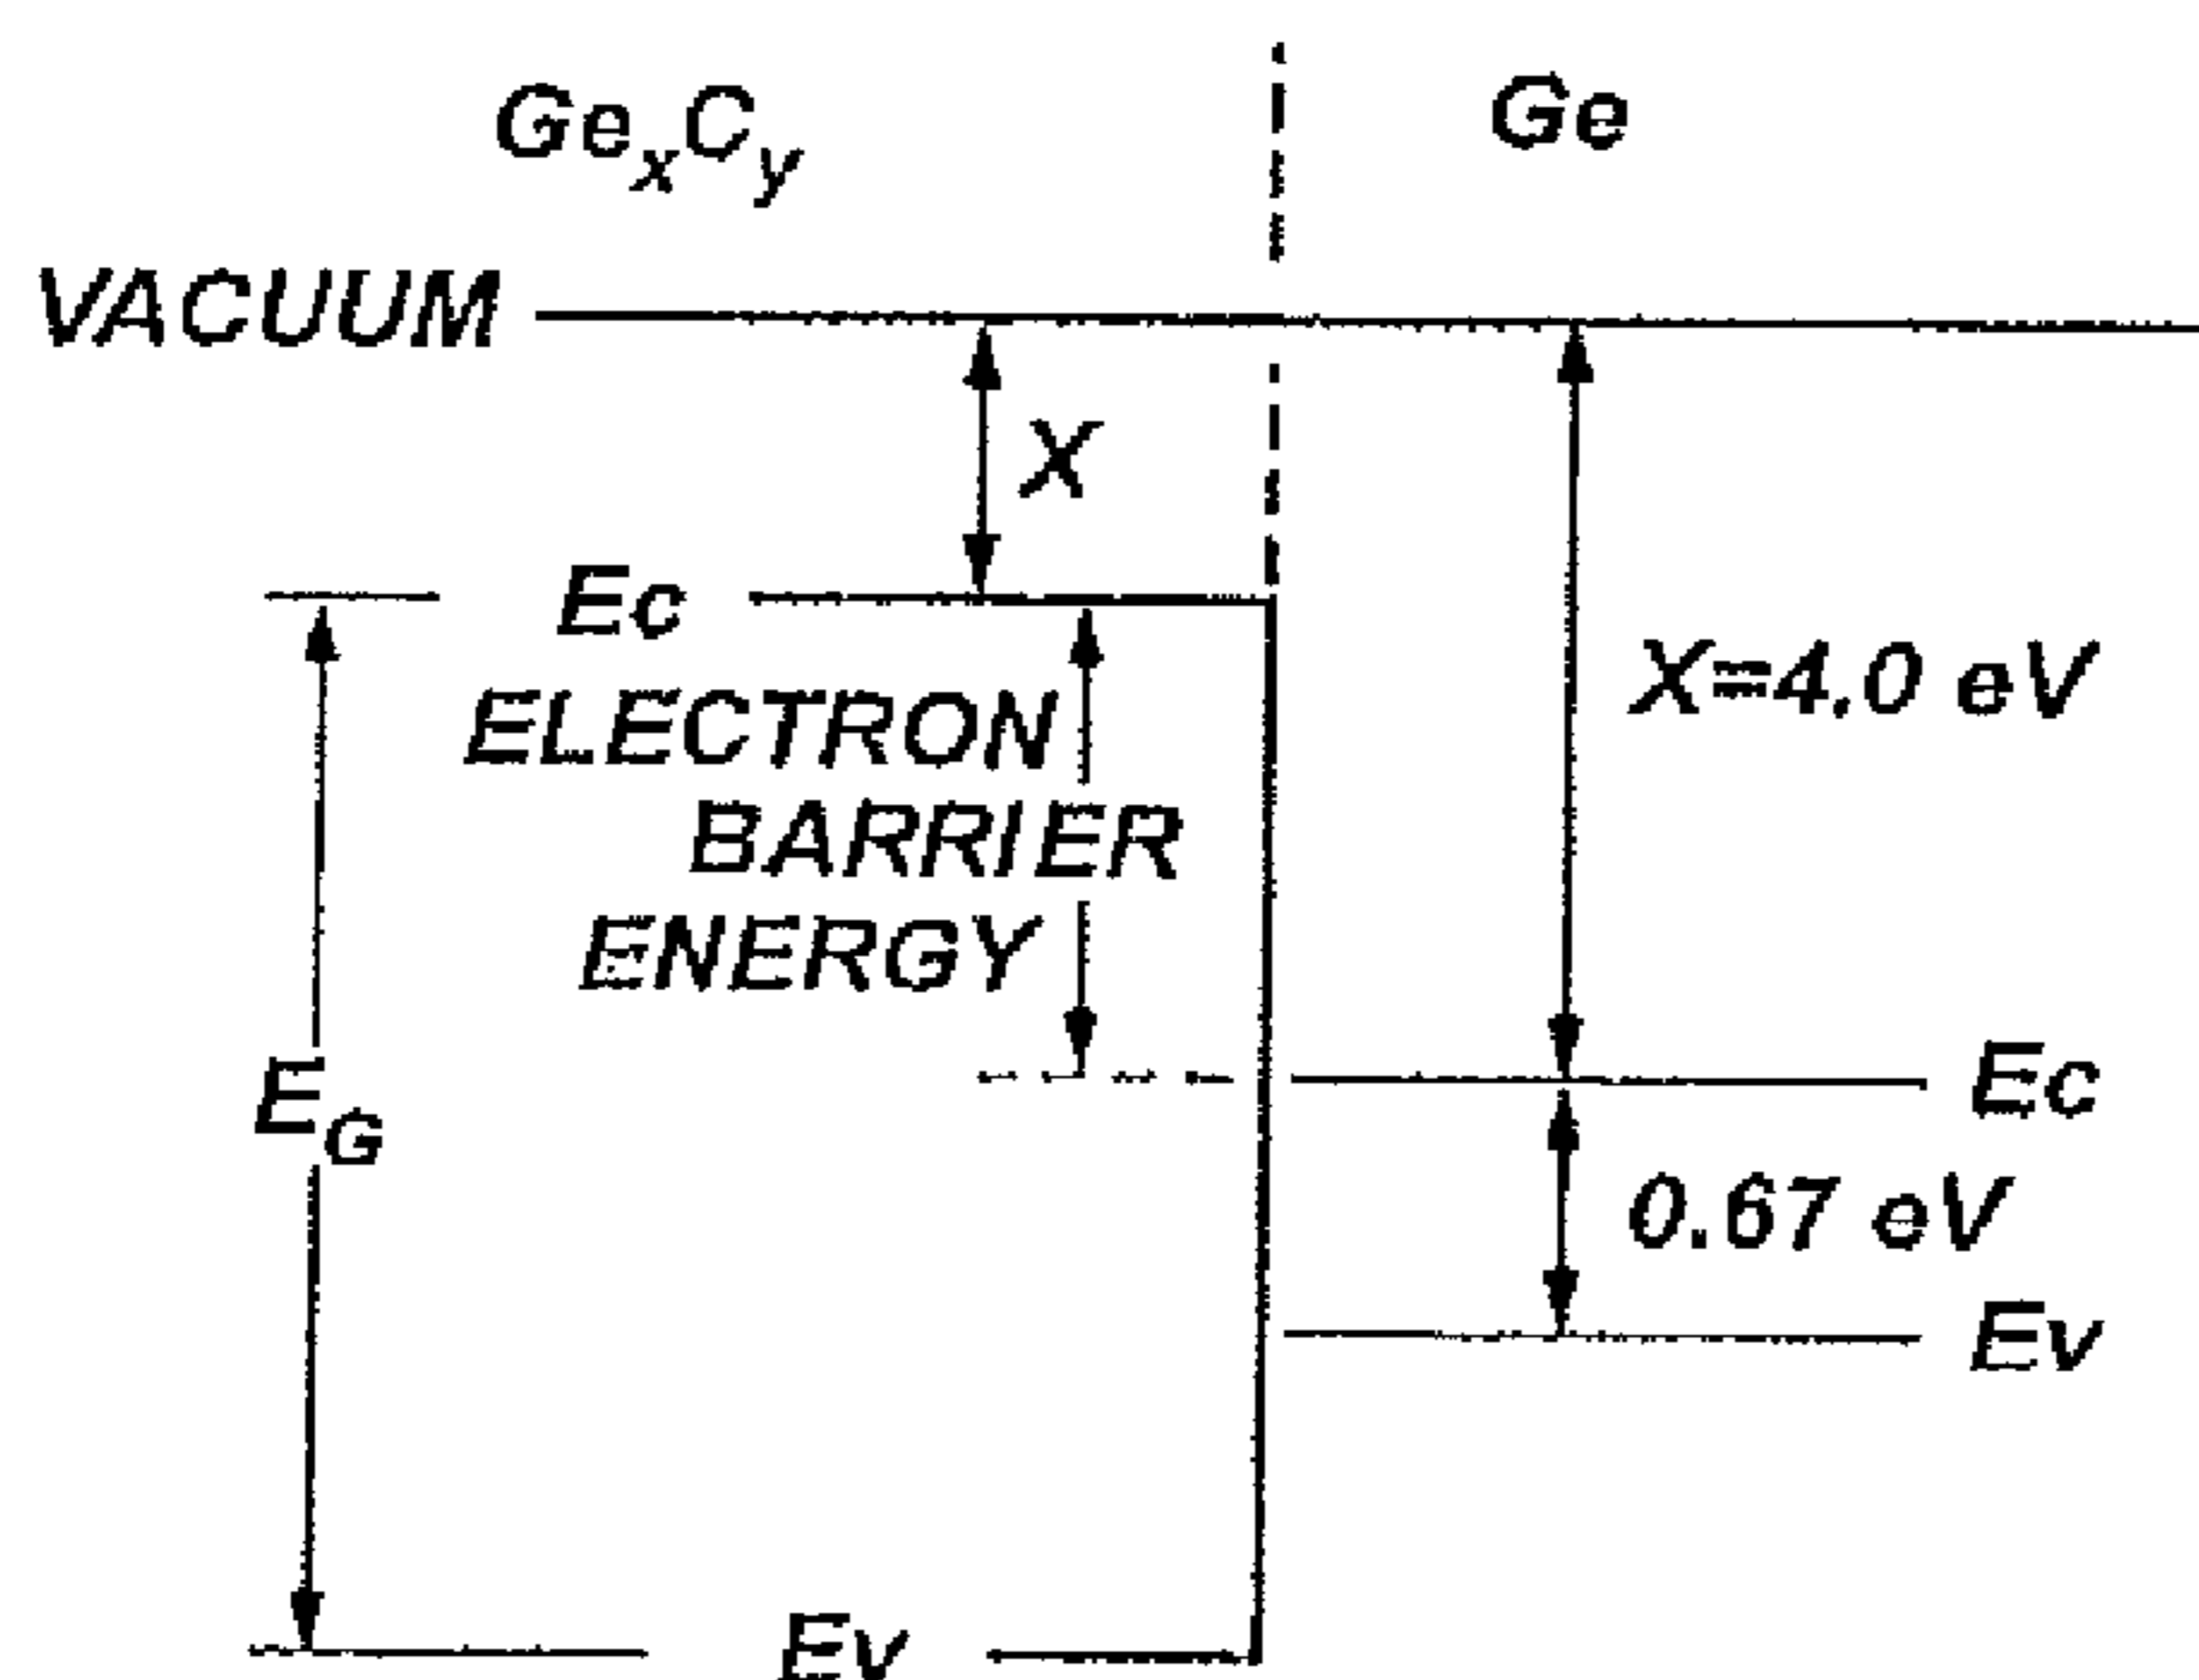 GexCy
Ge
VACUUM
X
Ec
ELECTRON
BARRIER
ENERGY
X=4.0 eV
EG
Ec
0.67 eV
Ev
Ev